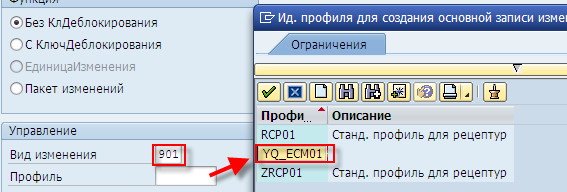 Функция
Без КлДеблокирования
С КлючДеблокирования
ЕдиницаИзменения
Пакет изменений
Управление
Вид изменения 901
Профиль
Ид. профиля для создания основной записи измен
Ограничения
Профи... Описание
RCP01 Станд. профиль для рецептур
YQ_ECM01
ZRCP01 Станд. профиль для рецептур